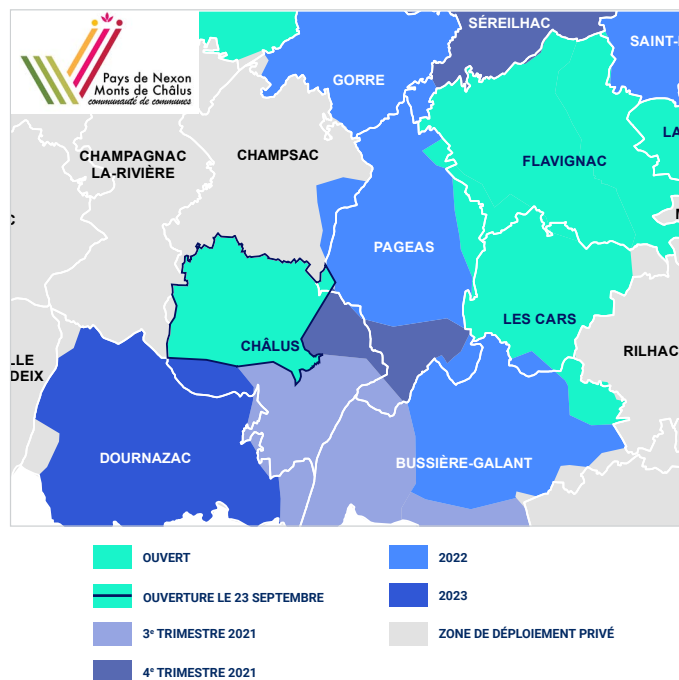 Pays de Nexon
Monts de Châlus
communauté de communes
SÉREILHAC
SAINT-
GORRE
LA
CHAMPAGNAC
LA-RIVIÈRE
CHAMPSAC
FLAVIGNAC
PAGEAS
LES CARS
CHÂLUS
RILHAC
LLE
DEIX
DOURNAZAC
BUSSIÈRE-GALANT
OUVERT
OUVERTURE LE 23 SEPTEMBRE
3e TRIMESTRE 2021
4e TRIMESTRE 2021
2022
2023
ZONE DE DÉPLOIEMENT PRIVÉ